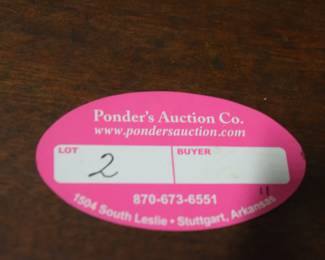 Ponder's Auction Co.
www.pondersauction.com
LOT BUYER
2
870-673-6551
1504 South Leslie • Stuttgart, Arkansas